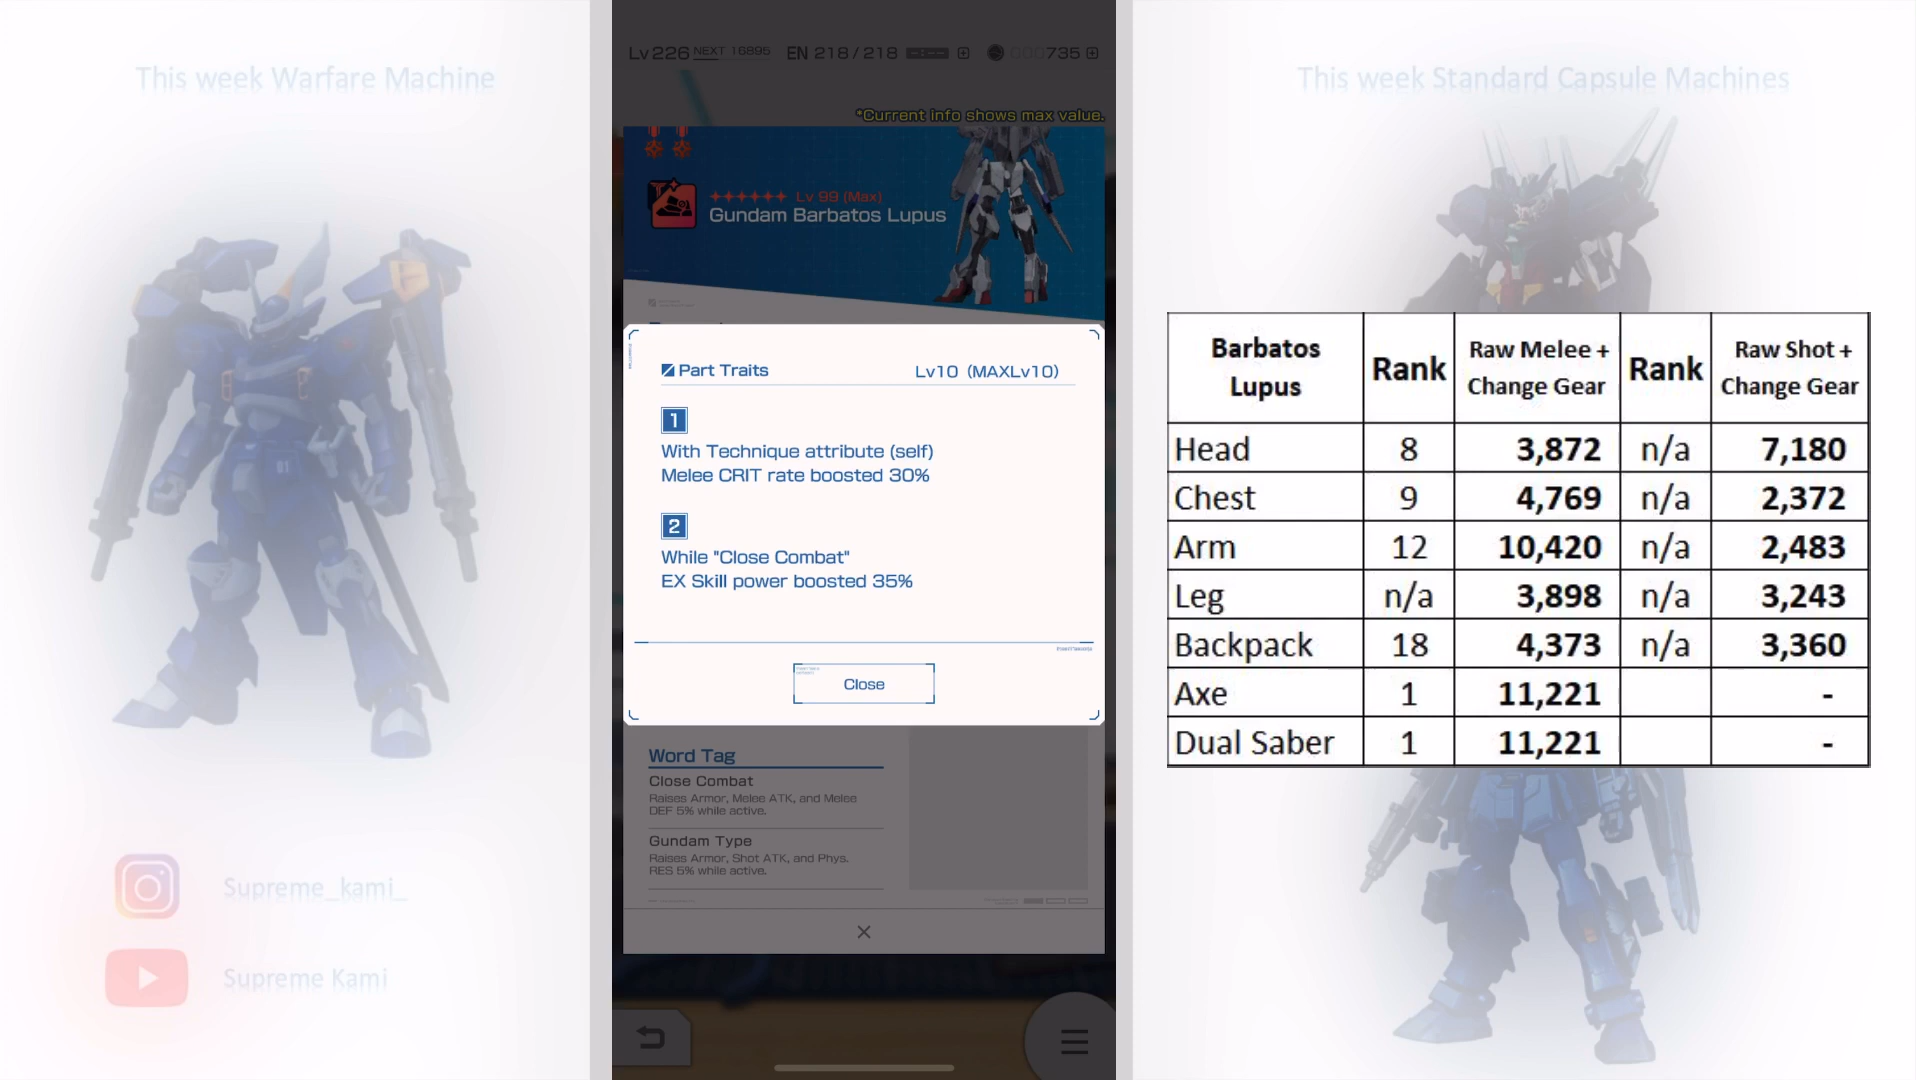 This week Warfare Machine
Supreme_kami_
Supreme Kami
Lv 226 NEXT 16895 EN 218/218 000735
*Current info shows max value.
Lv 99 (Max)
Gundam Barbatos Lupus
Part Traits Lv10 (MAXLv10)
1
With Technique attribute (self)
Melee CRIT rate boosted 30%
2
While "Close Combat"
EX Skill power boosted 35%
Close
Word Tag
Close Combat
Raises Armor, Melee ATK, and Melee
DEF 5% while active.
Gundam Type
Raises Armor, Shot ATK, and Phys.
RES 5% while active.
This week Standard Capsule Machines
Barbatos Lupus Rank Raw Melee + Change Gear Rank Raw Shot + Change Gear
Head 8 3,872 n/a 7,180
Chest 9 4,769 n/a 2,372
Arm 12 10,420 n/a 2,483
Leg n/a 3,898 n/a 3,243
Backpack 18 4,373 n/a 3,360
Axe 1 11,221 -
Dual Saber 1 11,221 -